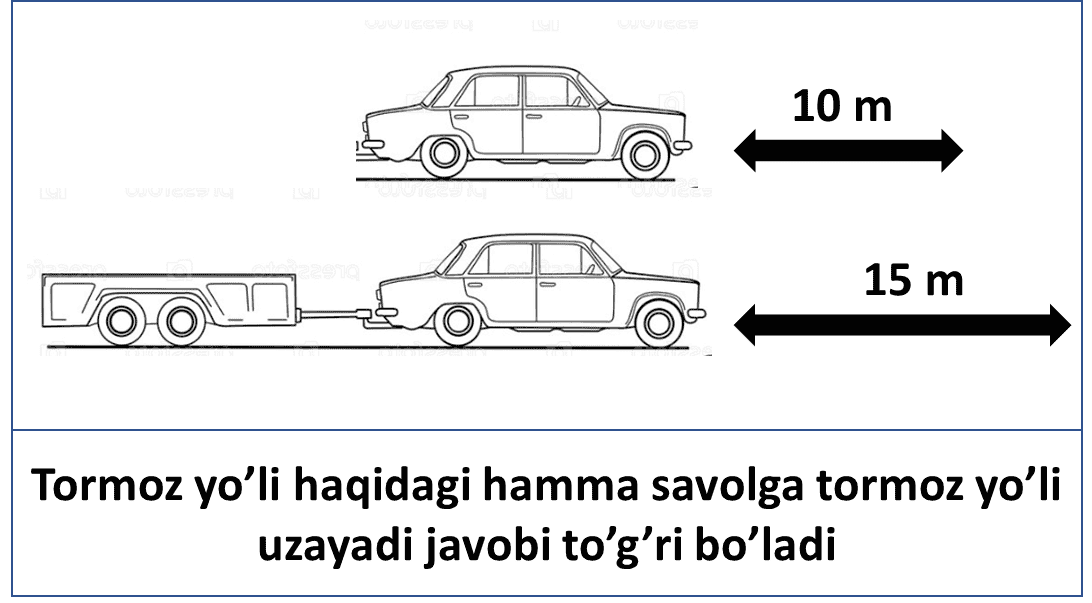 10 m
15 m
Tormoz yo’li haqidagi hamma savolga tormoz yo’li
uzayadi javobi to’g’ri bo’ladi